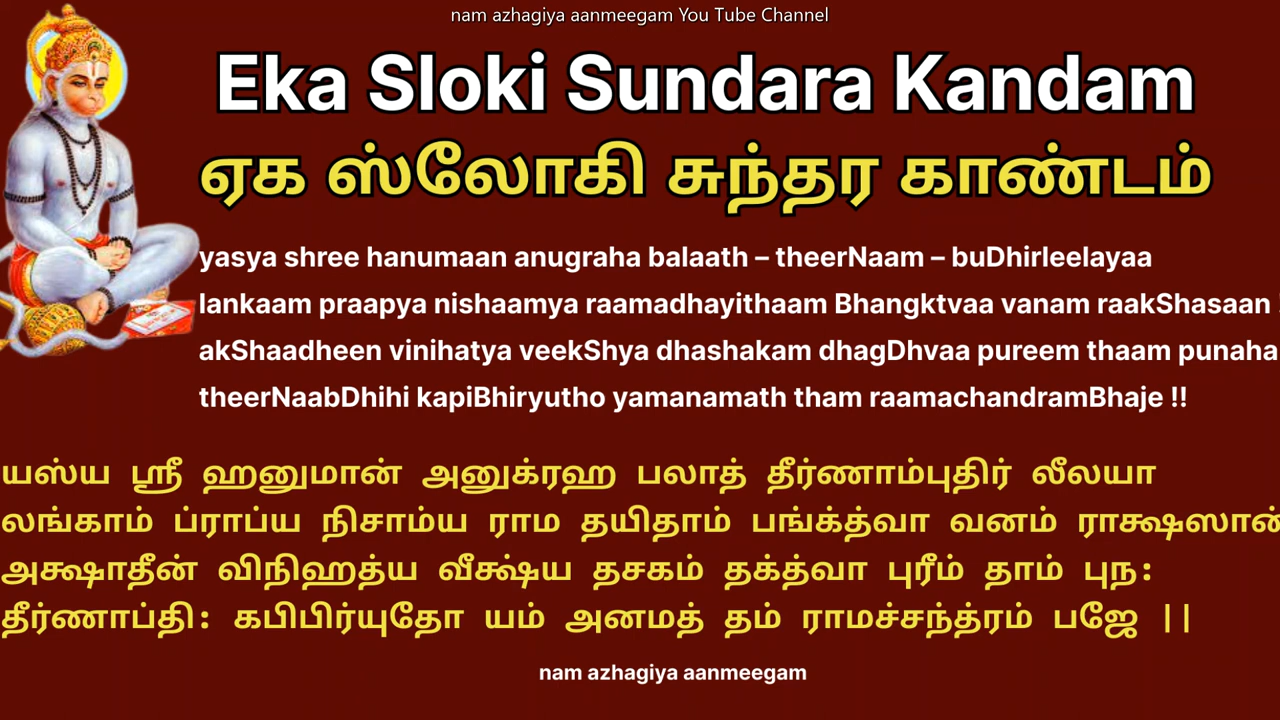 nam azhagiya aanmeegam You Tube Channel
Eka Sloki Sundara Kandam
ஏக ஸ்லோகி சுந்தர காண்டம்
yasya shree hanumaan anugraha balaath – theerNaam – buDhirleelayaa
lankaam praapya nishaamya raamadhayithaam Bhangktvaa vanam raakShasaan
akShaadheen vinihatya veekShya dhashakam dhagDhvaa pureem thaam punaha
theerNaabDhihi kapiBhiryutho yamanamath tham raamachandramBhaje !!
யஸ்ய ஸ்ரீ ஹனுமான் அனுக்ரஹ பலாத் தீர்ணாம்புதிர் லீலயா
லங்காம் ப்ராப்ய நிசாம்ய ராம தயிதாம் பங்க்த்வா வனம் ராக்ஷஸான்
அக்ஷாதீன் விநிஹத்ய வீக்ஷ்ய தசகம் தக்த்வா புரீம் தாம் புந:
தீர்ணாப்தி: கபிபிர்யுதோ யம் அனமத் தம் ராமச்சந்த்ரம் பஜே ||
nam azhagiya aanmeegam